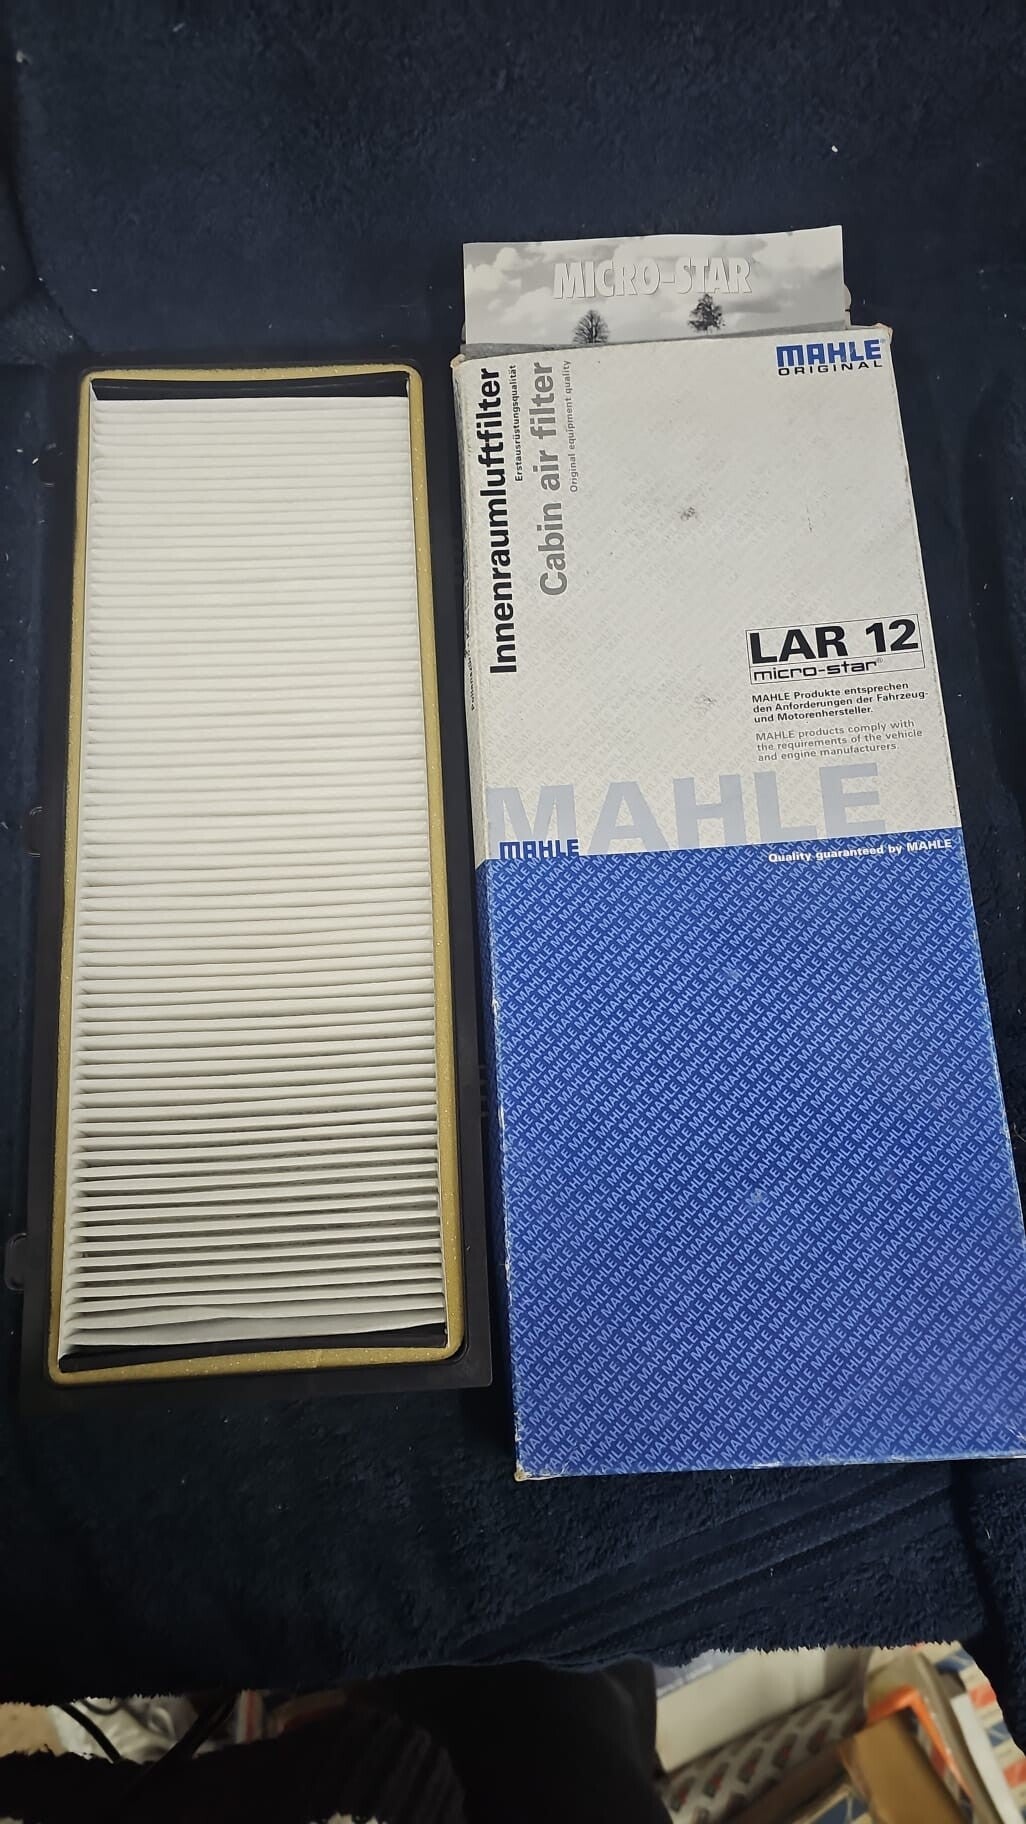 MICRO-STAR
MAHLE
ORIGINAL
Innenraumluftfilter
Erstausrüstungsqualität
Cabin air filter
Original equipment quality
LAR 12
micro-star®
MAHLE Produkte entsprechen
den Anforderungen der Fahrzeug-
und Motorenhersteller.
MAHLE products comply with
the requirements of the vehicle
and engine manufacturers.
MAHLE
MAHLE
Quality guaranteed by MAHLE